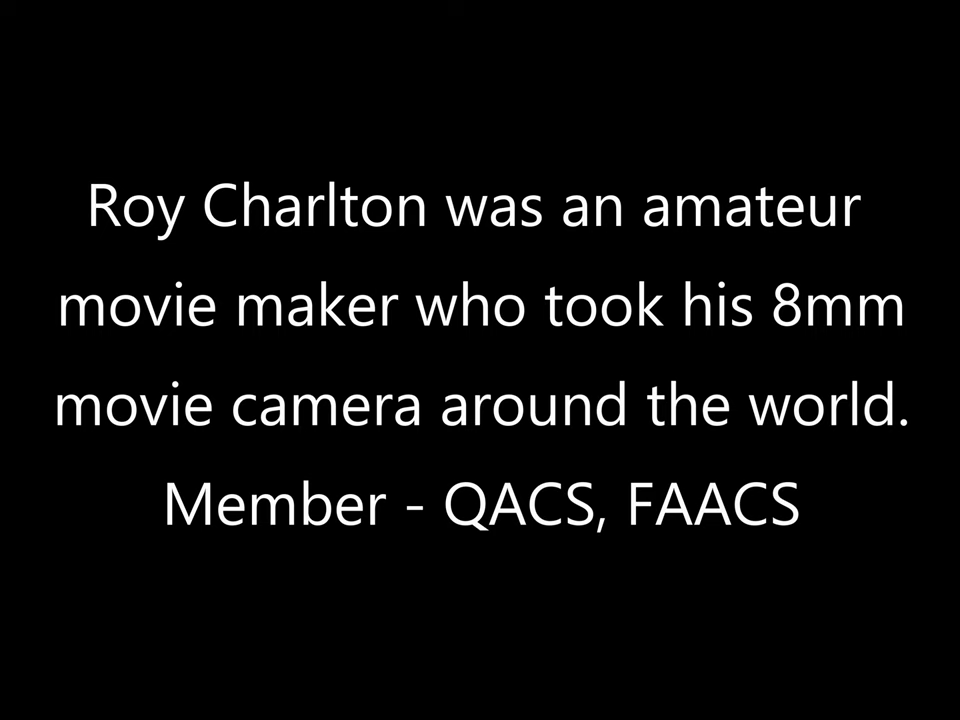 Roy Charlton was an amateur
movie maker who took his 8mm
movie camera around the world.
Member - QACS, FAACS